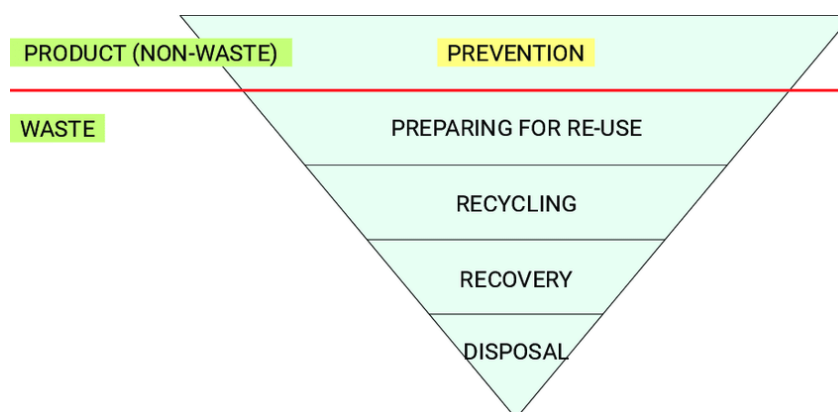 PRODUCT (NON-WASTE) PREVENTION
WASTE PREPARING FOR RE-USE
RECYCLING
RECOVERY
DISPOSAL